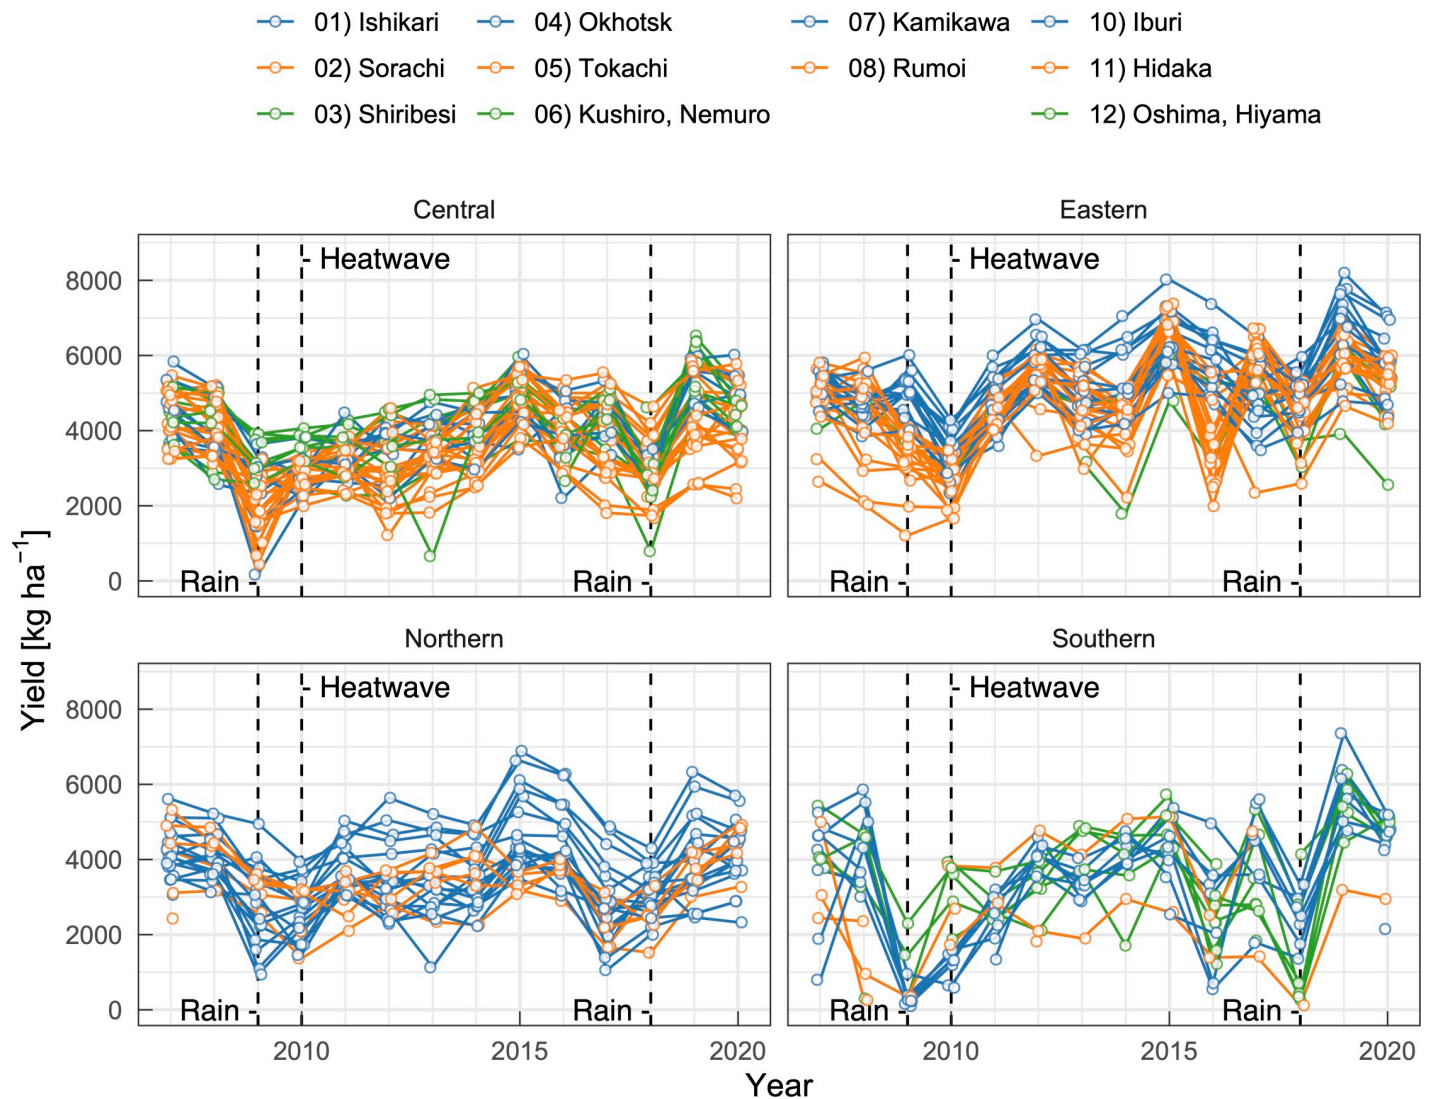 01) Ishikari 04) Okhotsk 07) Kamikawa 10) Iburi
02) Sorachi 05) Tokachi 08) Rumoi 11) Hidaka
03) Shiribesi 06) Kushiro, Nemuro 12) Oshima, Hiyama
Central Eastern
- Heatwave - Heatwave
8000
6000
4000
2000
0
Rain - Rain - Rain - Rain -
Yield [kg ha⁻¹]
Northern Southern
- Heatwave - Heatwave
8000
6000
4000
2000
0
Rain - Rain - Rain - Rain -
2010 2015 2020 2010 2015 2020
Year